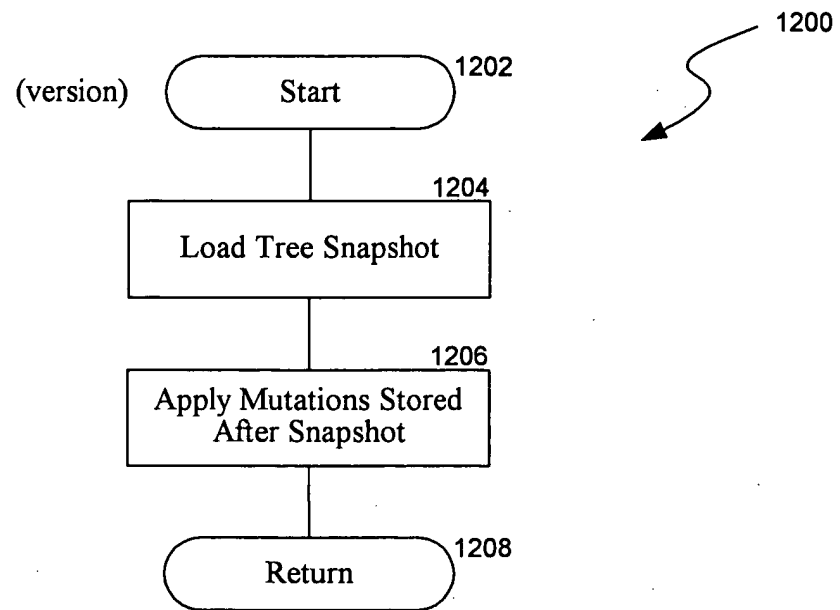 1200
1202
(version)
Start
1204
Load Tree Snapshot
1206
Apply Mutations Stored
After Snapshot
1208
Return